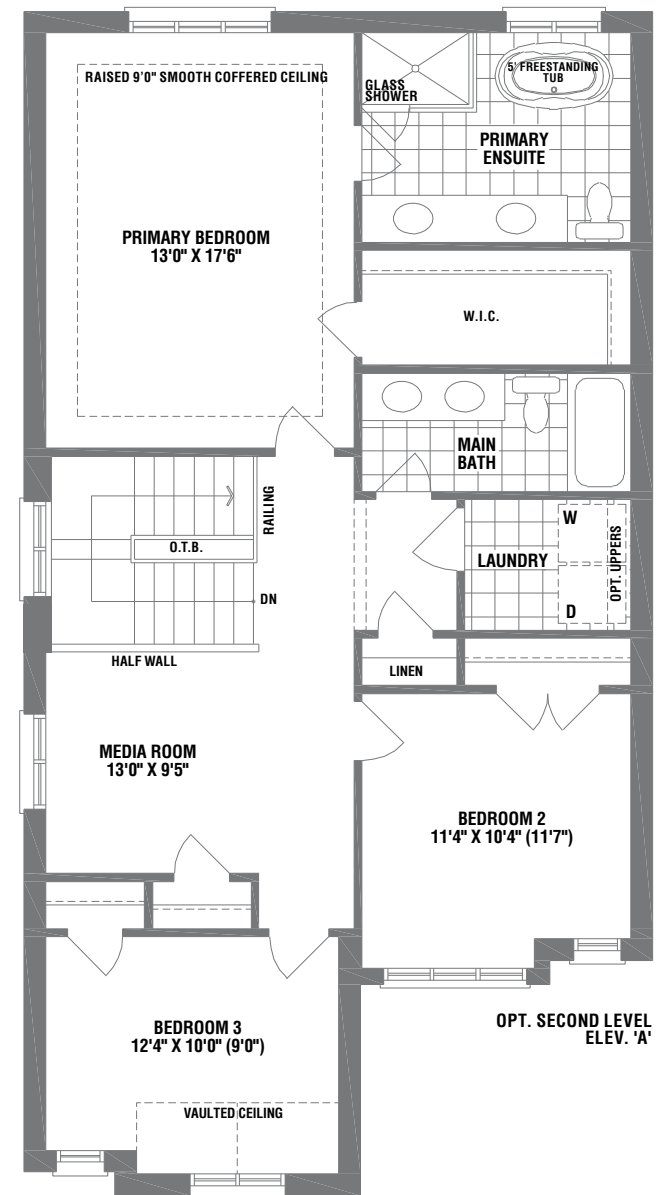 RAISED 9'0" SMOOTH COFFERED CEILING
5' FREESTANDING
TUB
GLASS
SHOWER
PRIMARY
ENSUITE
PRIMARY BEDROOM
13'0" X 17'6"
W.I.C.
MAIN
BATH
RAILING
O.T.B.
DN
W
LAUNDRY
OPT. UPPERS
D
HALF WALL
LINEN
MEDIA ROOM
13'0" X 9'5"
BEDROOM 2
11'4" X 10'4" (11'7")
OPT. SECOND LEVEL
ELEV. 'A'
BEDROOM 3
12'4" X 10'0" (9'0")
VAULTED CEILING